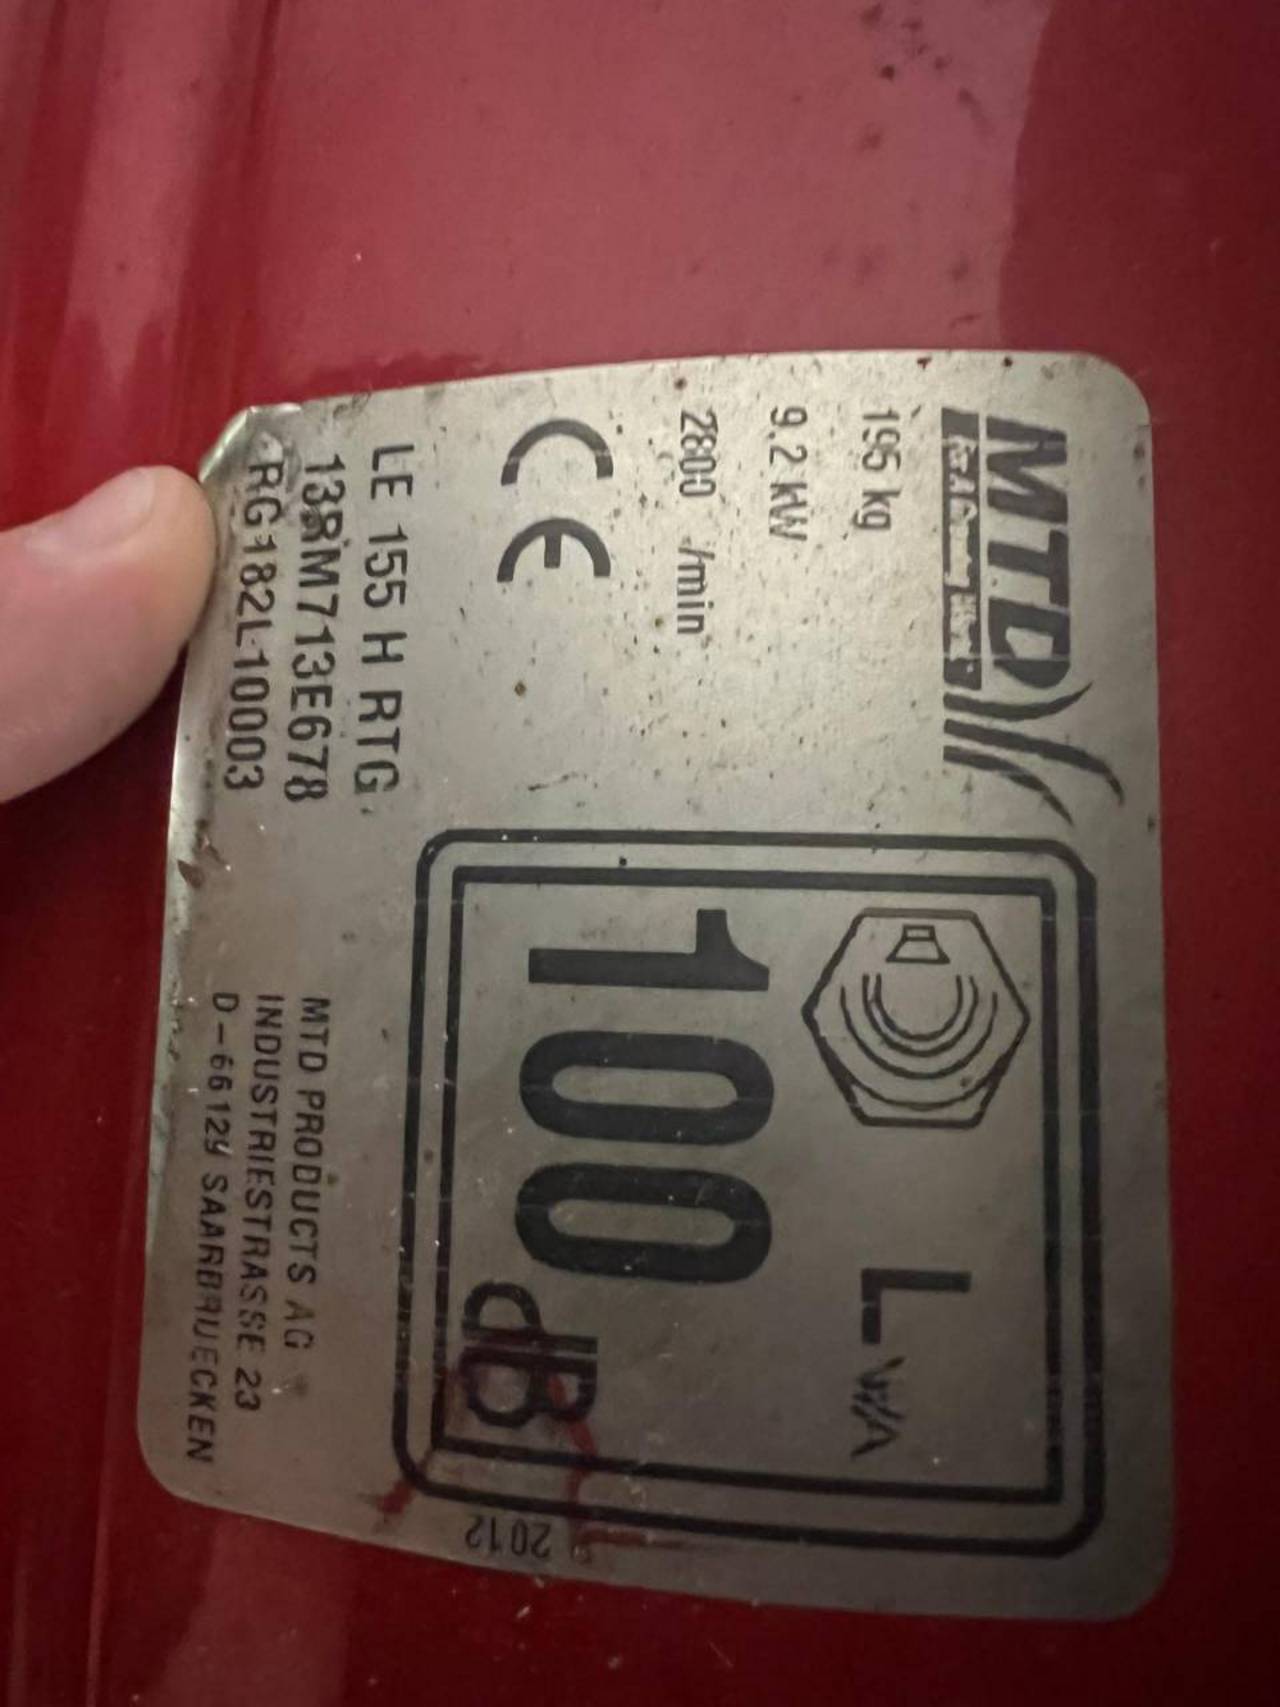 MTD
195 kg
9.2 kW
2800 /min
CE
LE 155 H RTG
13RM713E678
RG182L10003
LWA
100
dB
MTD PRODUCTS AG
INDUSTRIESTRASSE 23
D-66129 SAARBRUECKEN
2012